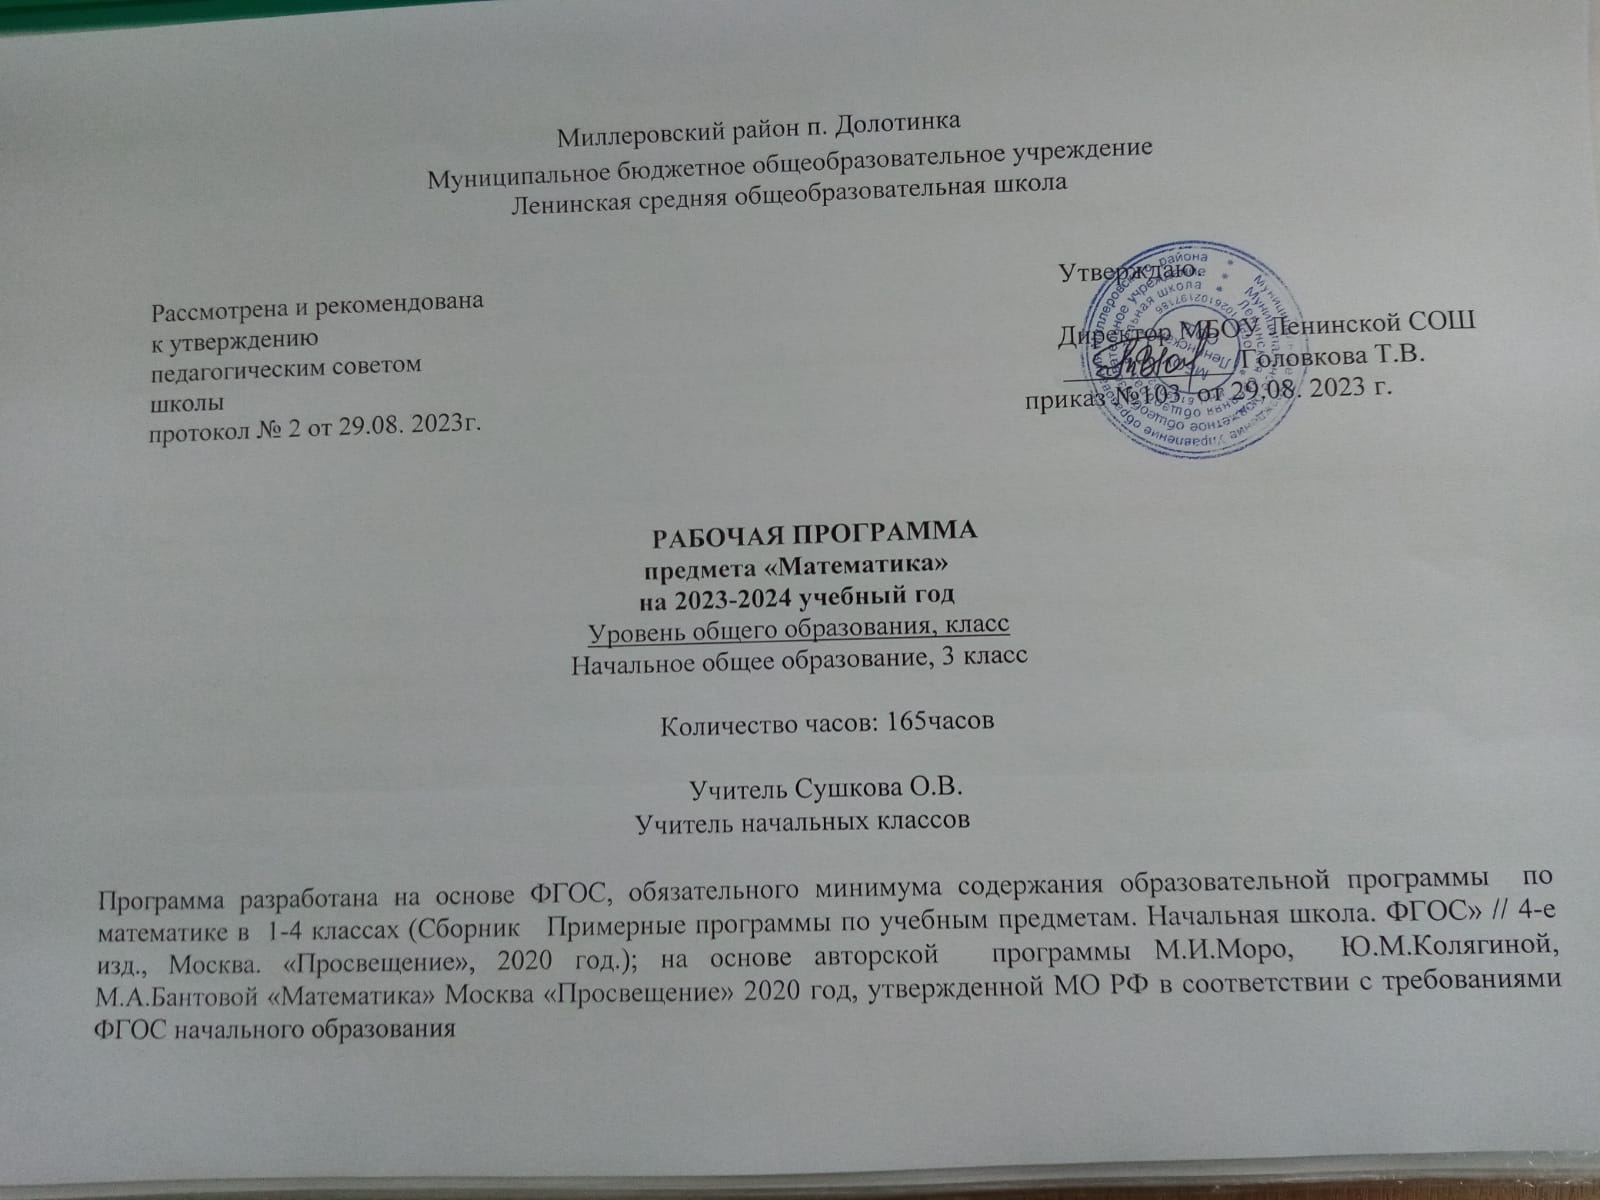 Миллеровский район п. Долотинка
Муниципальное бюджетное общеобразовательное учреждение
Ленинская средняя общеобразовательная школа
Рассмотрена и рекомендована
к утверждению
педагогическим советом
школы
протокол № 2 от 29.08. 2023г.
Утверждаю.
Директор МБОУ Ленинской СОШ
/Головкова Т.В.
приказ №103 от 29.08. 2023 г.
РАБОЧАЯ ПРОГРАММА
предмета «Математика»
на 2023-2024 учебный год
Уровень общего образования, класс
Начальное общее образование, 3 класс
Количество часов: 165часов
Учитель Сушкова О.В.
Учитель начальных классов
Программа разработана на основе ФГОС, обязательного минимума содержания образовательной программы по
математике в 1-4 классах (Сборник Примерные программы по учебным предметам. Начальная школа. ФГОС» // 4-е
изд., Москва. «Просвещение», 2020 год.); на основе авторской программы М.И.Моро, Ю.М.Колягиной,
М.А.Бантовой «Математика» Москва «Просвещение» 2020 год, утвержденной МО РФ в соответствии с требованиями
ФГОС начального образования